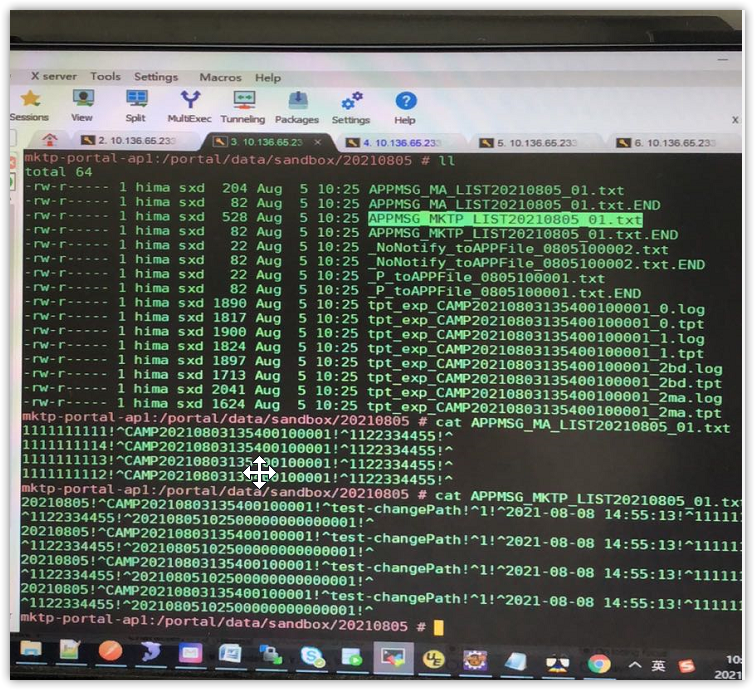 X server Tools Settings Macros Help
Sessions View Split MultiExec Tunneling Packages Settings Help
2. 10.136.65.233 3. 10.136.65.23 × 4. 10.136.65.233 5. 10.136.65.233 6. 10.136.65.233
mktp-portal-ap1:/portal/data/sandbox/20210805 # ll
total 64
-rw-r----- 1 hima sxd 204 Aug 5 10:25 APPMSG_MA_LIST20210805_01.txt
-rw-r----- 1 hima sxd 82 Aug 5 10:25 APPMSG_MA_LIST20210805_01.txt.END
-rw-r----- 1 hima sxd 528 Aug 5 10:25 APPMSG_MKTP_LIST20210805_01.txt
-rw-r----- 1 hima sxd 82 Aug 5 10:25 APPMSG_MKTP_LIST20210805_01.txt.END
-rw-r----- 1 hima sxd 22 Aug 5 10:25 _NoNotify_toAPPFile_0805100002.txt
-rw-r----- 1 hima sxd 82 Aug 5 10:25 _NoNotify_toAPPFile_0805100002.txt.END
-rw-r----- 1 hima sxd 22 Aug 5 10:25 _P_toAPPFile_0805100001.txt
-rw-r----- 1 hima sxd 82 Aug 5 10:25 _P_toAPPFile_0805100001.txt.END
-rw-r----- 1 hima sxd 1890 Aug 5 10:25 tpt_exp_CAMP20210803135400100001_0.log
-rw-r----- 1 hima sxd 1817 Aug 5 10:25 tpt_exp_CAMP20210803135400100001_0.tpt
-rw-r----- 1 hima sxd 1900 Aug 5 10:25 tpt_exp_CAMP20210803135400100001_1.log
-rw-r----- 1 hima sxd 1824 Aug 5 10:25 tpt_exp_CAMP20210803135400100001_1.tpt
-rw-r----- 1 hima sxd 1897 Aug 5 10:25 tpt_exp_CAMP20210803135400100001_2bd.log
-rw-r----- 1 hima sxd 1713 Aug 5 10:25 tpt_exp_CAMP20210803135400100001_2bd.tpt
-rw-r----- 1 hima sxd 2041 Aug 5 10:25 tpt_exp_CAMP20210803135400100001_2ma.log
-rw-r----- 1 hima sxd 1624 Aug 5 10:25 tpt_exp_CAMP20210803135400100001_2ma.tpt
mktp-portal-ap1:/portal/data/sandbox/20210805 # cat APPMSG_MA_LIST20210805_01.txt
1111111111!^CAMP20210803135400100001!^1122334455!^
1111111114!^CAMP20210803135400100001!^1122334455!^
1111111113!^CAMP20210803135400100001!^1122334455!^
1111111112!^CAMP20210803135400100001!^1122334455!^
mktp-portal-ap1:/portal/data/sandbox/20210805 # cat APPMSG_MKTP_LIST20210805_01.txt
20210805!^CAMP20210803135400100001!^test-changePath!^1!^2021-08-08 14:55:13!^111111
^1122334455!^2021080510250000000000001!^
20210805!^CAMP20210803135400100001!^test-changePath!^1!^2021-08-08 14:55:13!^111111
^1122334455!^2021080510250000000000001!^
20210805!^CAMP20210803135400100001!^test-changePath!^1!^2021-08-08 14:55:13!^111111
^1122334455!^2021080510250000000000001!^
20210805!^CAMP20210803135400100001!^test-changePath!^1!^2021-08-08 14:55:13!^111111
^1122334455!^2021080510250000000000001!^
mktp-portal-ap1:/portal/data/sandbox/20210805 #
英
10:
2021